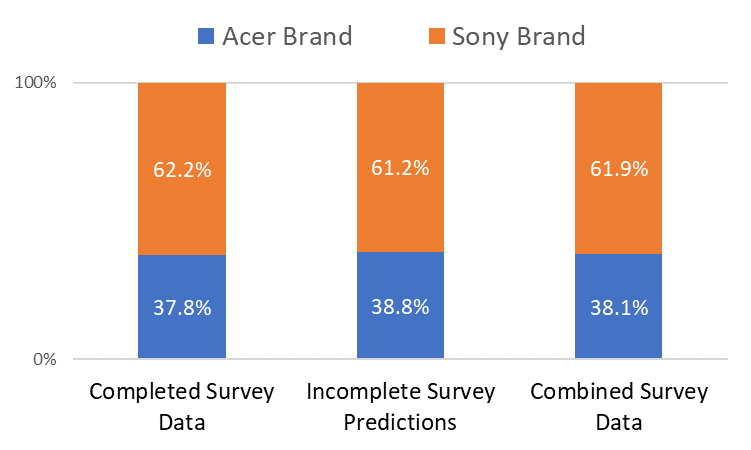 Acer Brand Sony Brand
100%
62.2% 61.2% 61.9%
37.8% 38.8% 38.1%
0%
Completed Survey Data
Incomplete Survey Predictions
Combined Survey Data